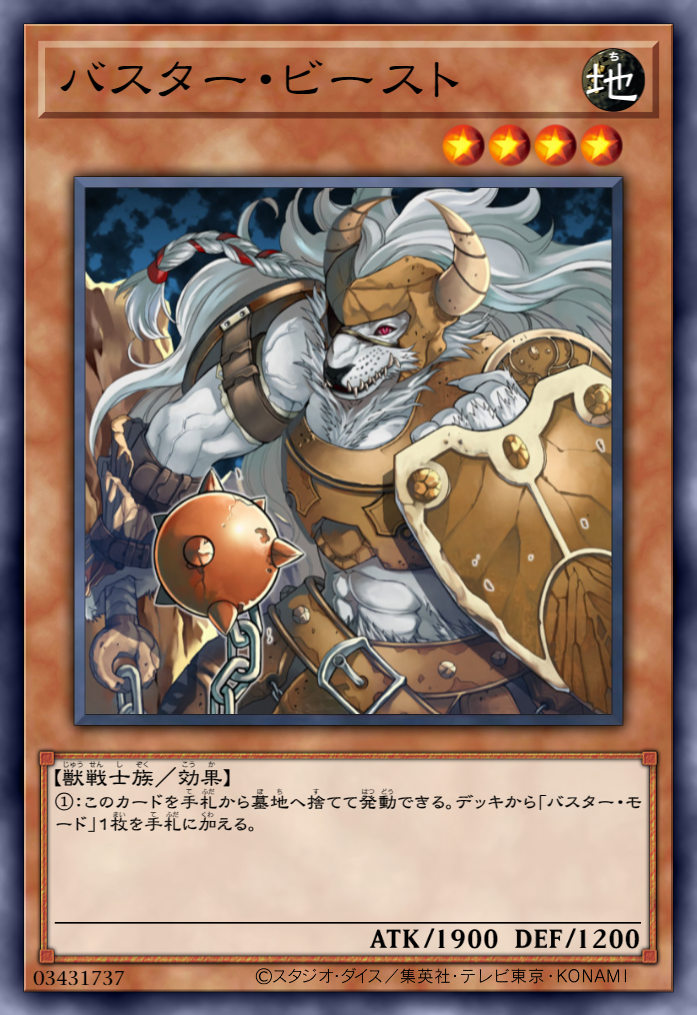 バスター・ビースト
地
【獣戦士族／効果】
①：このカードを手札から墓地へ捨てて発動できる。デッキから「バスター・モ
ード」1枚を手札に加える。
ATK/1900 DEF/1200
03431737 ©スタジオ・ダイス／集英社・テレビ東京・KONAMI